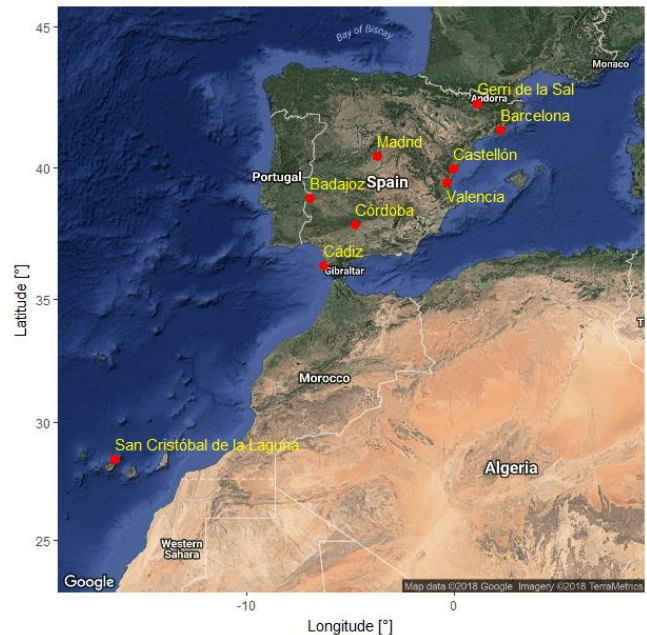 45
Bay of Biscay
Monaco
Gerri de la Sal
Andorra
Barcelona
Madrid
Castellón
40
Portugal
Spain
Badajoz
Valencia
Córdoba
Cádiz
Gibraltar
35
Latitude [°]
Morocco
T
30
San Cristóbal de la Laguna
Algeria
25
Western
Sahara
Google
Map data ©2018 Google Imagery ©2018 TerraMetrics
-10
0
Longitude [°]